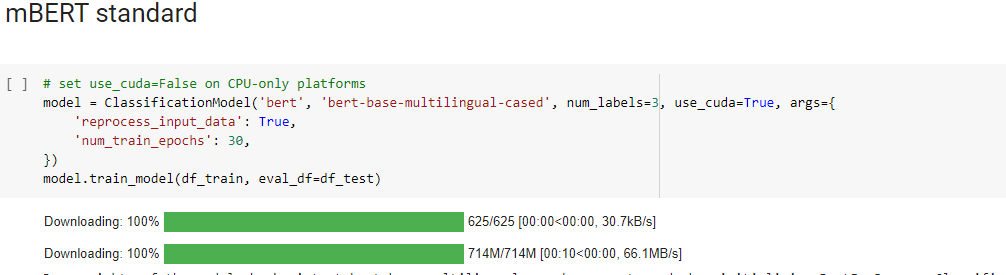 mBERT standard
[ ] # set use_cuda=False on CPU-only platforms
model = ClassificationModel('bert', 'bert-base-multilingual-cased', num_labels=3, use_cuda=True, args={
'reprocess_input_data': True,
'num_train_epochs': 30,
})
model.train_model(df_train, eval_df=df_test)
Downloading: 100% 625/625 [00:00<00:00, 30.7kB/s]
Downloading: 100% 714M/714M [00:10<00:00, 66.1MB/s]